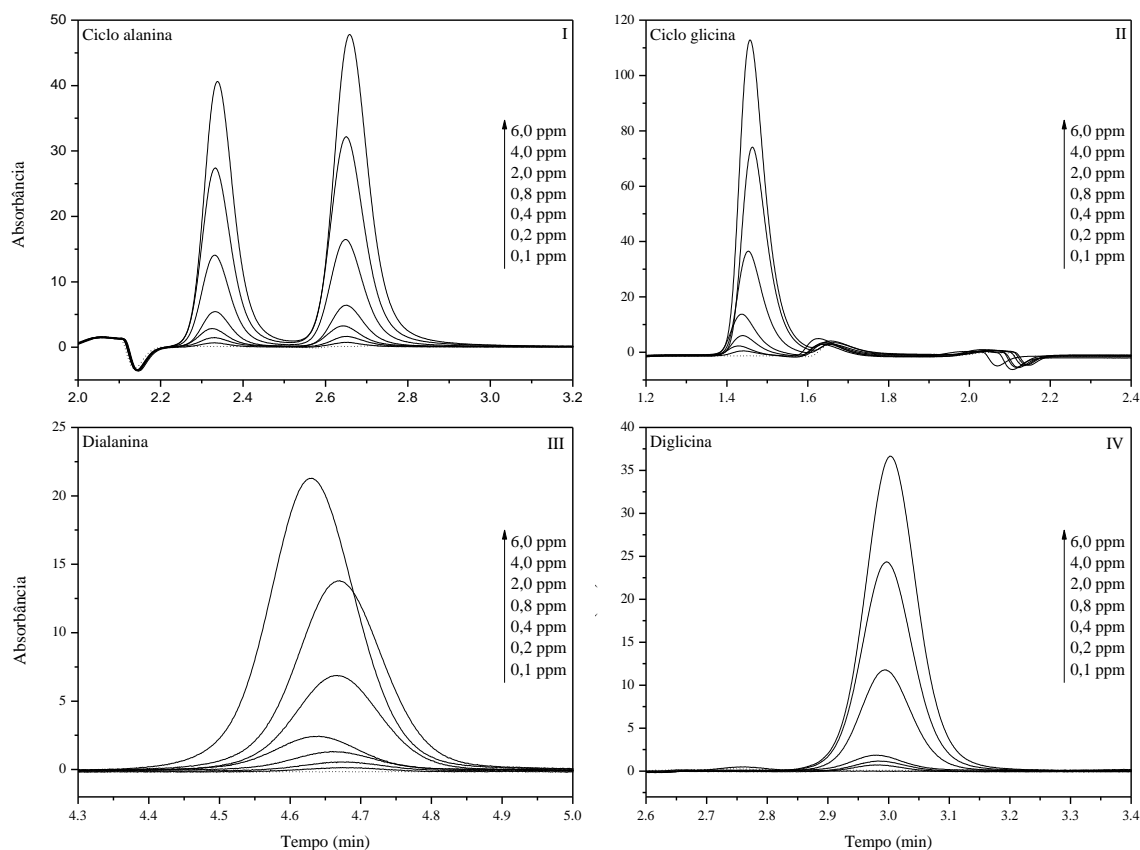 Ciclo alanina
I
50
40
30
20
10
0
6,0 ppm
4,0 ppm
2,0 ppm
0,8 ppm
0,4 ppm
0,2 ppm
0,1 ppm
2.0 2.2 2.4 2.6 2.8 3.0 3.2
Absorbância
Ciclo glicina
II
120
100
80
60
40
20
0
6,0 ppm
4,0 ppm
2,0 ppm
0,8 ppm
0,4 ppm
0,2 ppm
0,1 ppm
1.2 1.4 1.6 1.8 2.0 2.2 2.4
Dialanina
III
25
20
15
10
5
0
6,0 ppm
4,0 ppm
2,0 ppm
0,8 ppm
0,4 ppm
0,2 ppm
0,1 ppm
4.3 4.4 4.5 4.6 4.7 4.8 4.9 5.0
Absorbância
Tempo (min)
Diglicina
IV
40
35
30
25
20
15
10
5
0
6,0 ppm
4,0 ppm
2,0 ppm
0,8 ppm
0,4 ppm
0,2 ppm
0,1 ppm
2.6 2.7 2.8 2.9 3.0 3.1 3.2 3.3 3.4
Tempo (min)